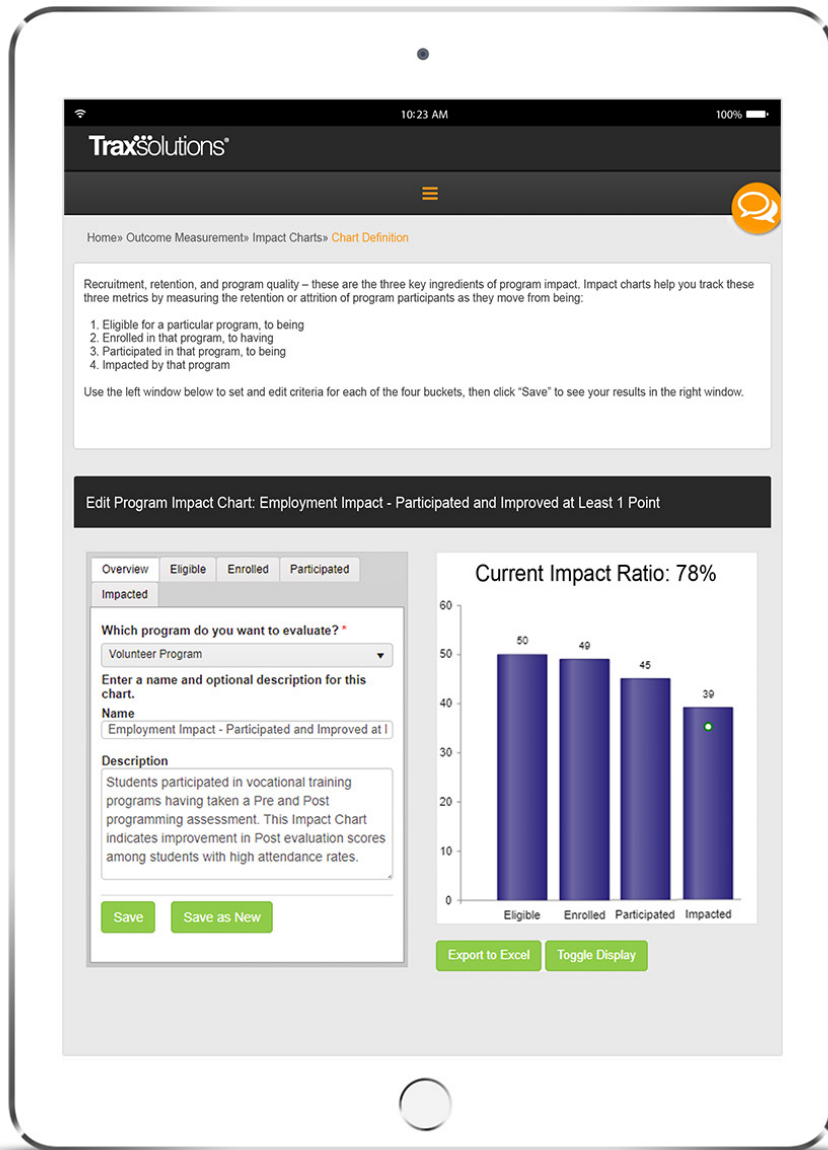 10:23 AM
100%
TraxSolutions®
Home» Outcome Measurement» Impact Charts» Chart Definition
Recruitment, retention, and program quality – these are the three key ingredients of program impact. Impact charts help you track these
three metrics by measuring the retention or attrition of program participants as they move from being:
1. Eligible for a particular program, to being
2. Enrolled in that program, to having
3. Participated in that program, to being
4. Impacted by that program
Use the left window below to set and edit criteria for each of the four buckets, then click “Save” to see your results in the right window.
Edit Program Impact Chart: Employment Impact - Participated and Improved at Least 1 Point
Overview Eligible Enrolled Participated
Impacted
Which program do you want to evaluate? *
Volunteer Program
Enter a name and optional description for this
chart.
Name
Employment Impact - Participated and Improved at
Description
Students participated in vocational training
programs having taken a Pre and Post
programming assessment. This Impact Chart
indicates improvement in Post evaluation scores
among students with high attendance rates.
Save Save as New
Current Impact Ratio: 78%
60
50
40
30
20
10
0
50 49 45 39
Eligible Enrolled Participated Impacted
Export to Excel Toggle Display